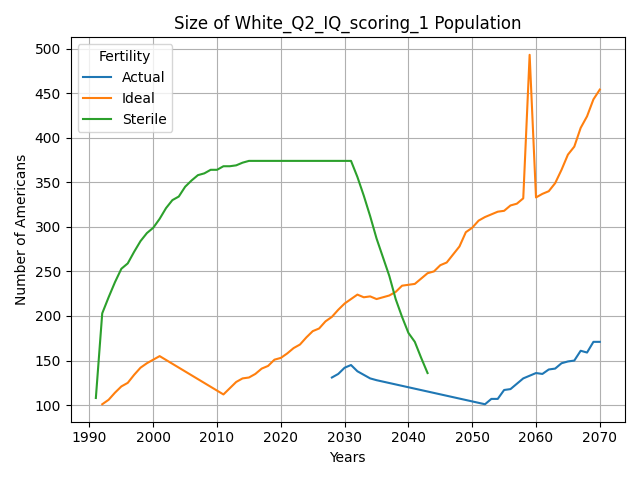 Size of White_Q2_IQ_scoring_1 Population
Fertility
Actual
Ideal
Sterile
Number of Americans
500
450
400
350
300
250
200
150
100
1990 2000 2010 2020 2030 2040 2050 2060 2070
Years